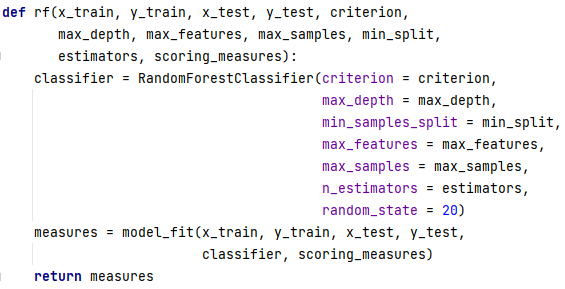 def rf(x_train, y_train, x_test, y_test, criterion,
       max_depth, max_features, max_samples, min_split,
       estimators, scoring_measures):
    classifier = RandomForestClassifier(criterion = criterion,
                                        max_depth = max_depth,
                                        min_samples_split = min_split,
                                        max_features = max_features,
                                        max_samples = max_samples,
                                        n_estimators = estimators,
                                        random_state = 20)
    measures = model_fit(x_train, y_train, x_test, y_test,
                         classifier, scoring_measures)
    return measures